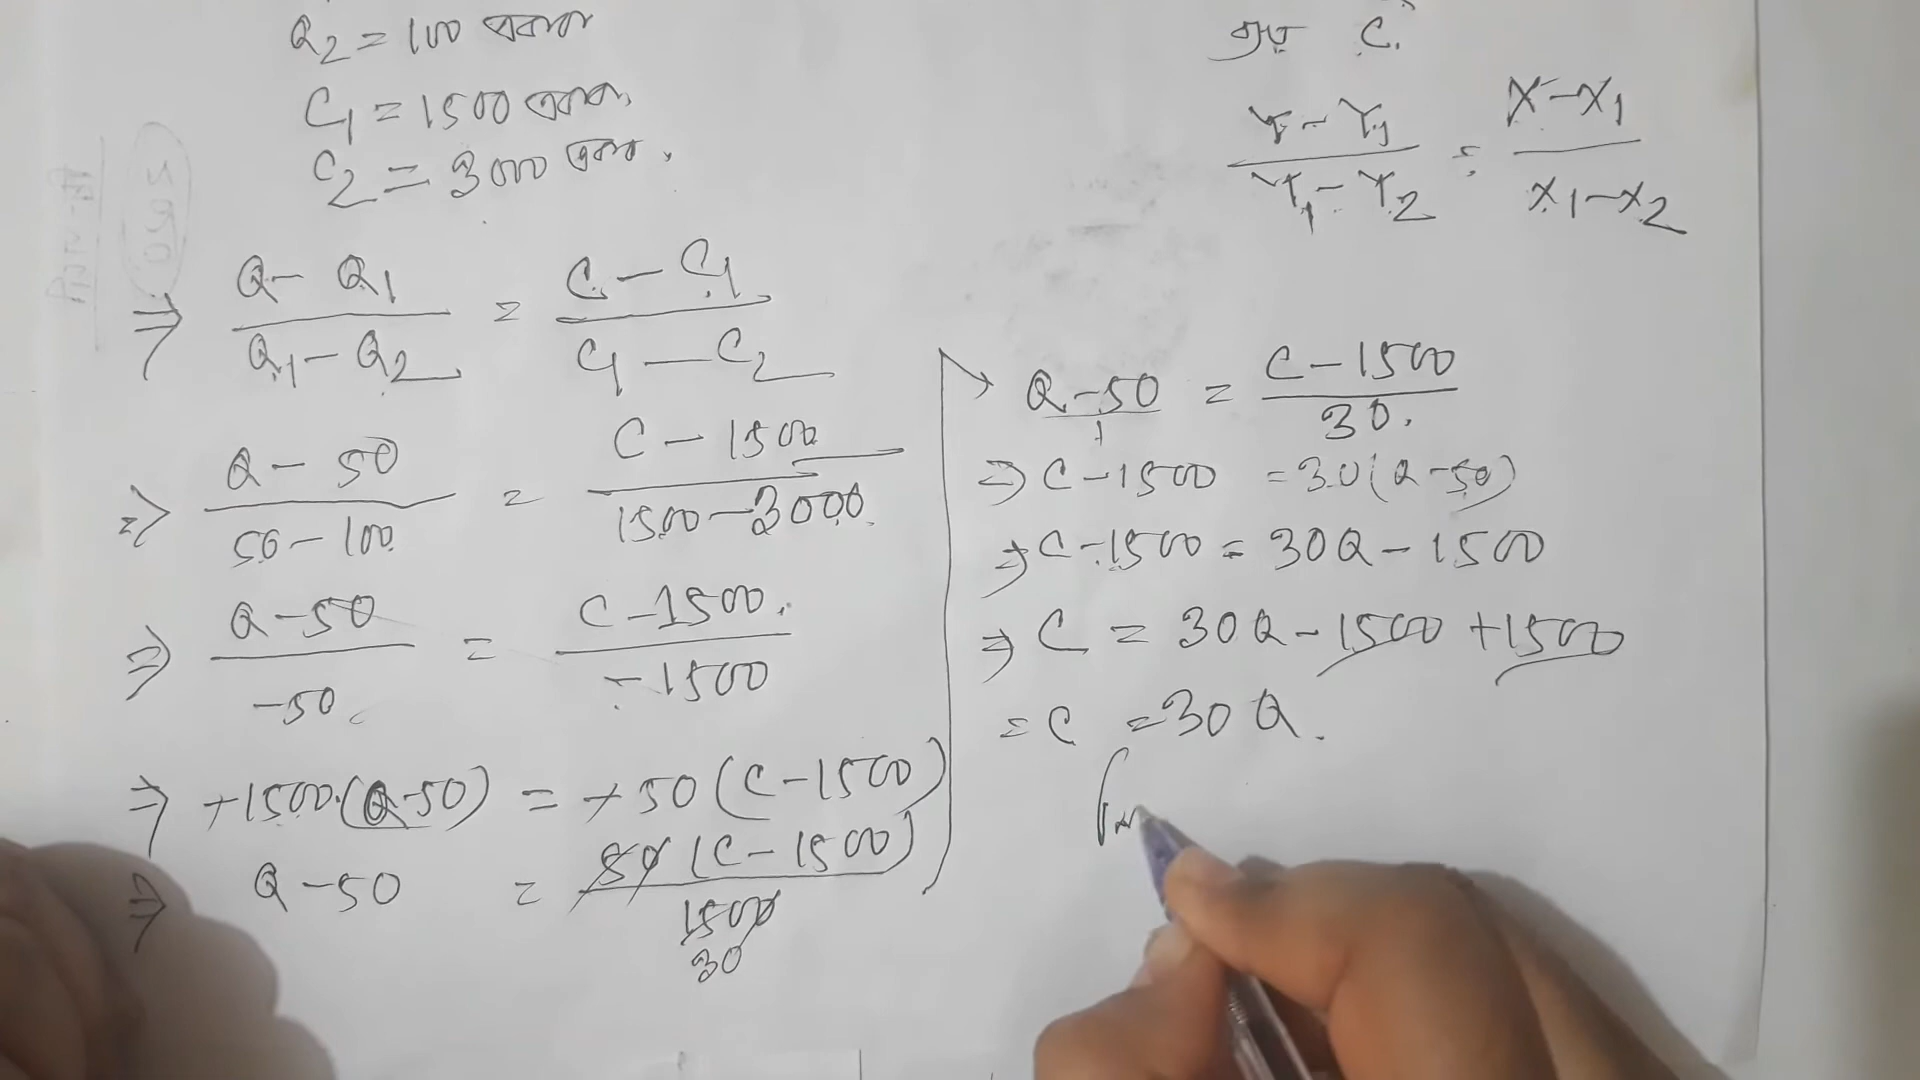 Q2 = 100 একক
C1 = 1500 একক
C2 = 3000 একক.
⇒ Q - Q1 / Q1 - Q2 = C - C1 / C1 - C2
⇒ Q - 50 / 50 - 100 = C - 1500 / 1500 - 3000
⇒ Q - 50 / -50 = C - 1500 / -1500
⇒ +1500(Q-50) = +50(C-1500)
⇒ Q - 50 = 50(C-1500) / 1500
30
C.
Y - Y1 / Y1 - Y2 = X - X1 / X1 - X2
Q-50 / 1 = C - 1500 / 30.
⇒ C - 1500 = 30(Q-50)
⇒ C - 1500 = 30Q - 1500
⇒ C = 30Q - 1500 + 1500
= C = 30Q.